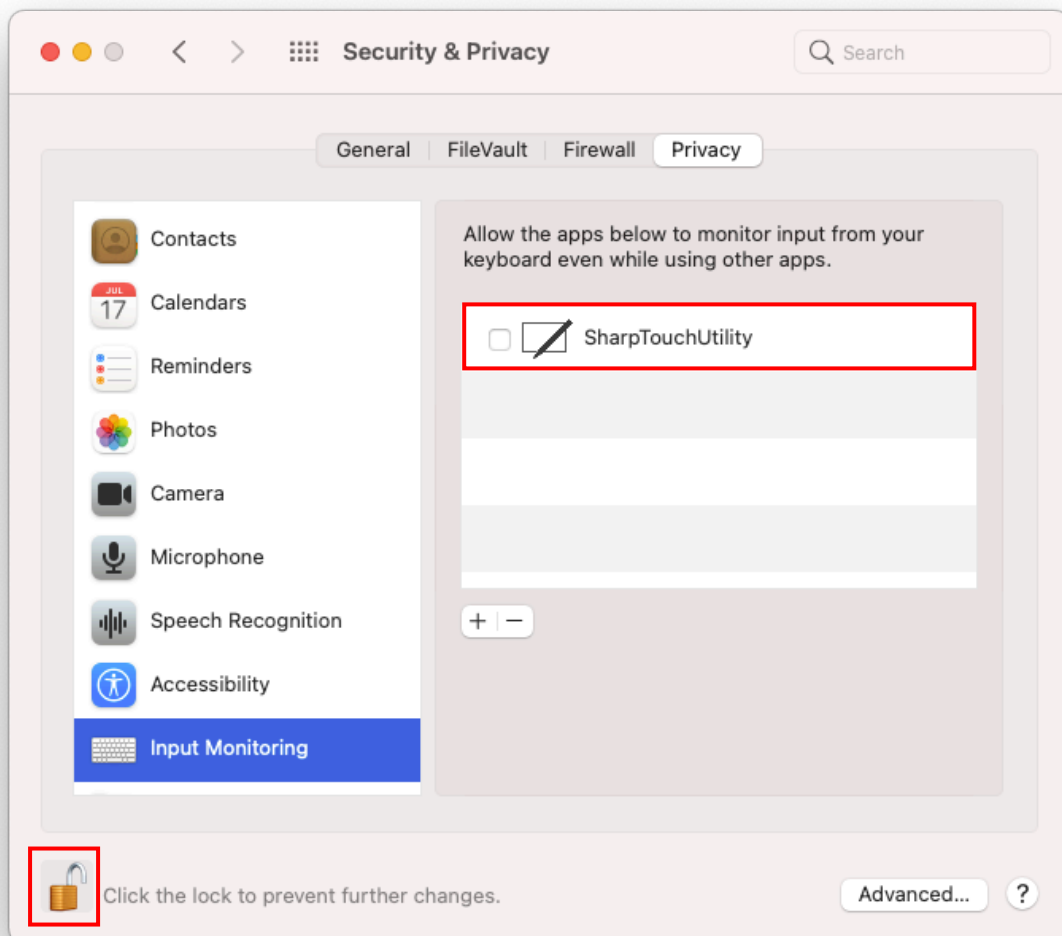 Security & Privacy
Search
General
FileVault
Firewall
Privacy
Contacts
JUL
17
Calendars
Reminders
Photos
Camera
Microphone
Speech Recognition
Accessibility
Input Monitoring
Allow the apps below to monitor input from your
keyboard even while using other apps.
SharpTouchUtility
+ −
Click the lock to prevent further changes.
Advanced...
?